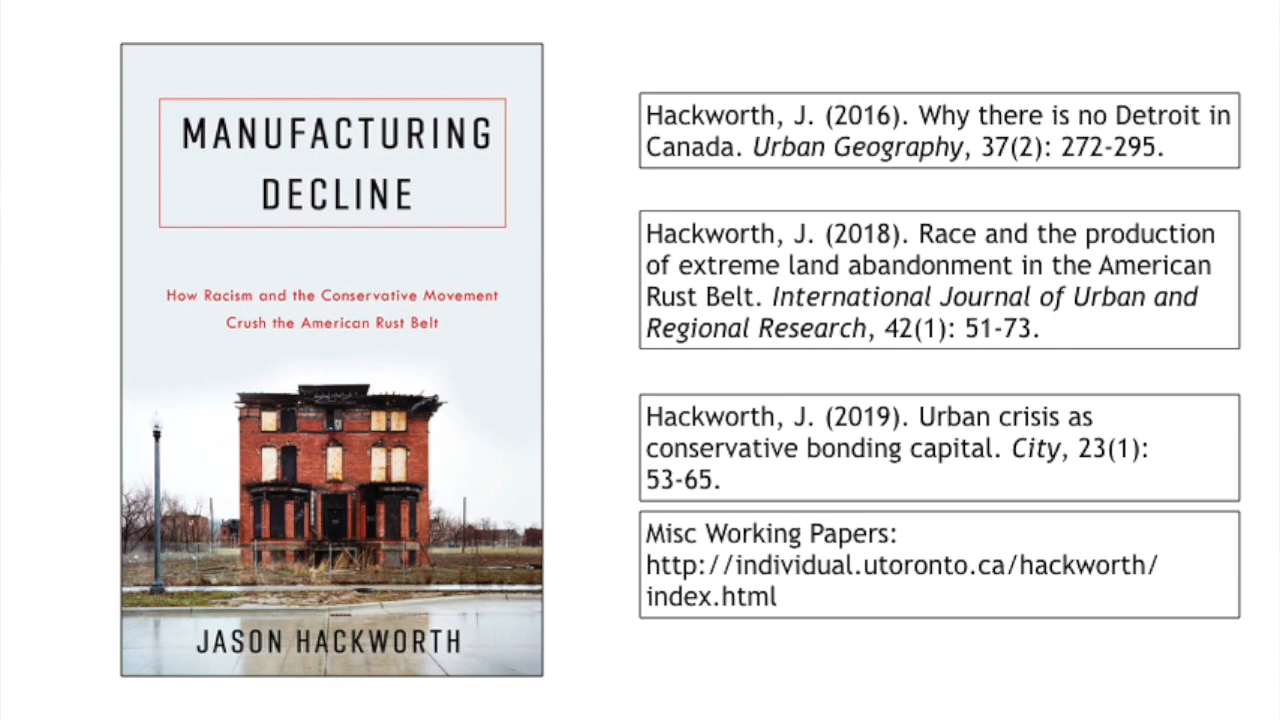 MANUFACTURING
DECLINE
How Racism and the Conservative Movement
Crush the American Rust Belt
JASON HACKWORTH
Hackworth, J. (2016). Why there is no Detroit in
Canada. Urban Geography, 37(2): 272-295.
Hackworth, J. (2018). Race and the production
of extreme land abandonment in the American
Rust Belt. International Journal of Urban and
Regional Research, 42(1): 51-73.
Hackworth, J. (2019). Urban crisis as
conservative bonding capital. City, 23(1):
53-65.
Misc Working Papers:
http://individual.utoronto.ca/hackworth/
index.html